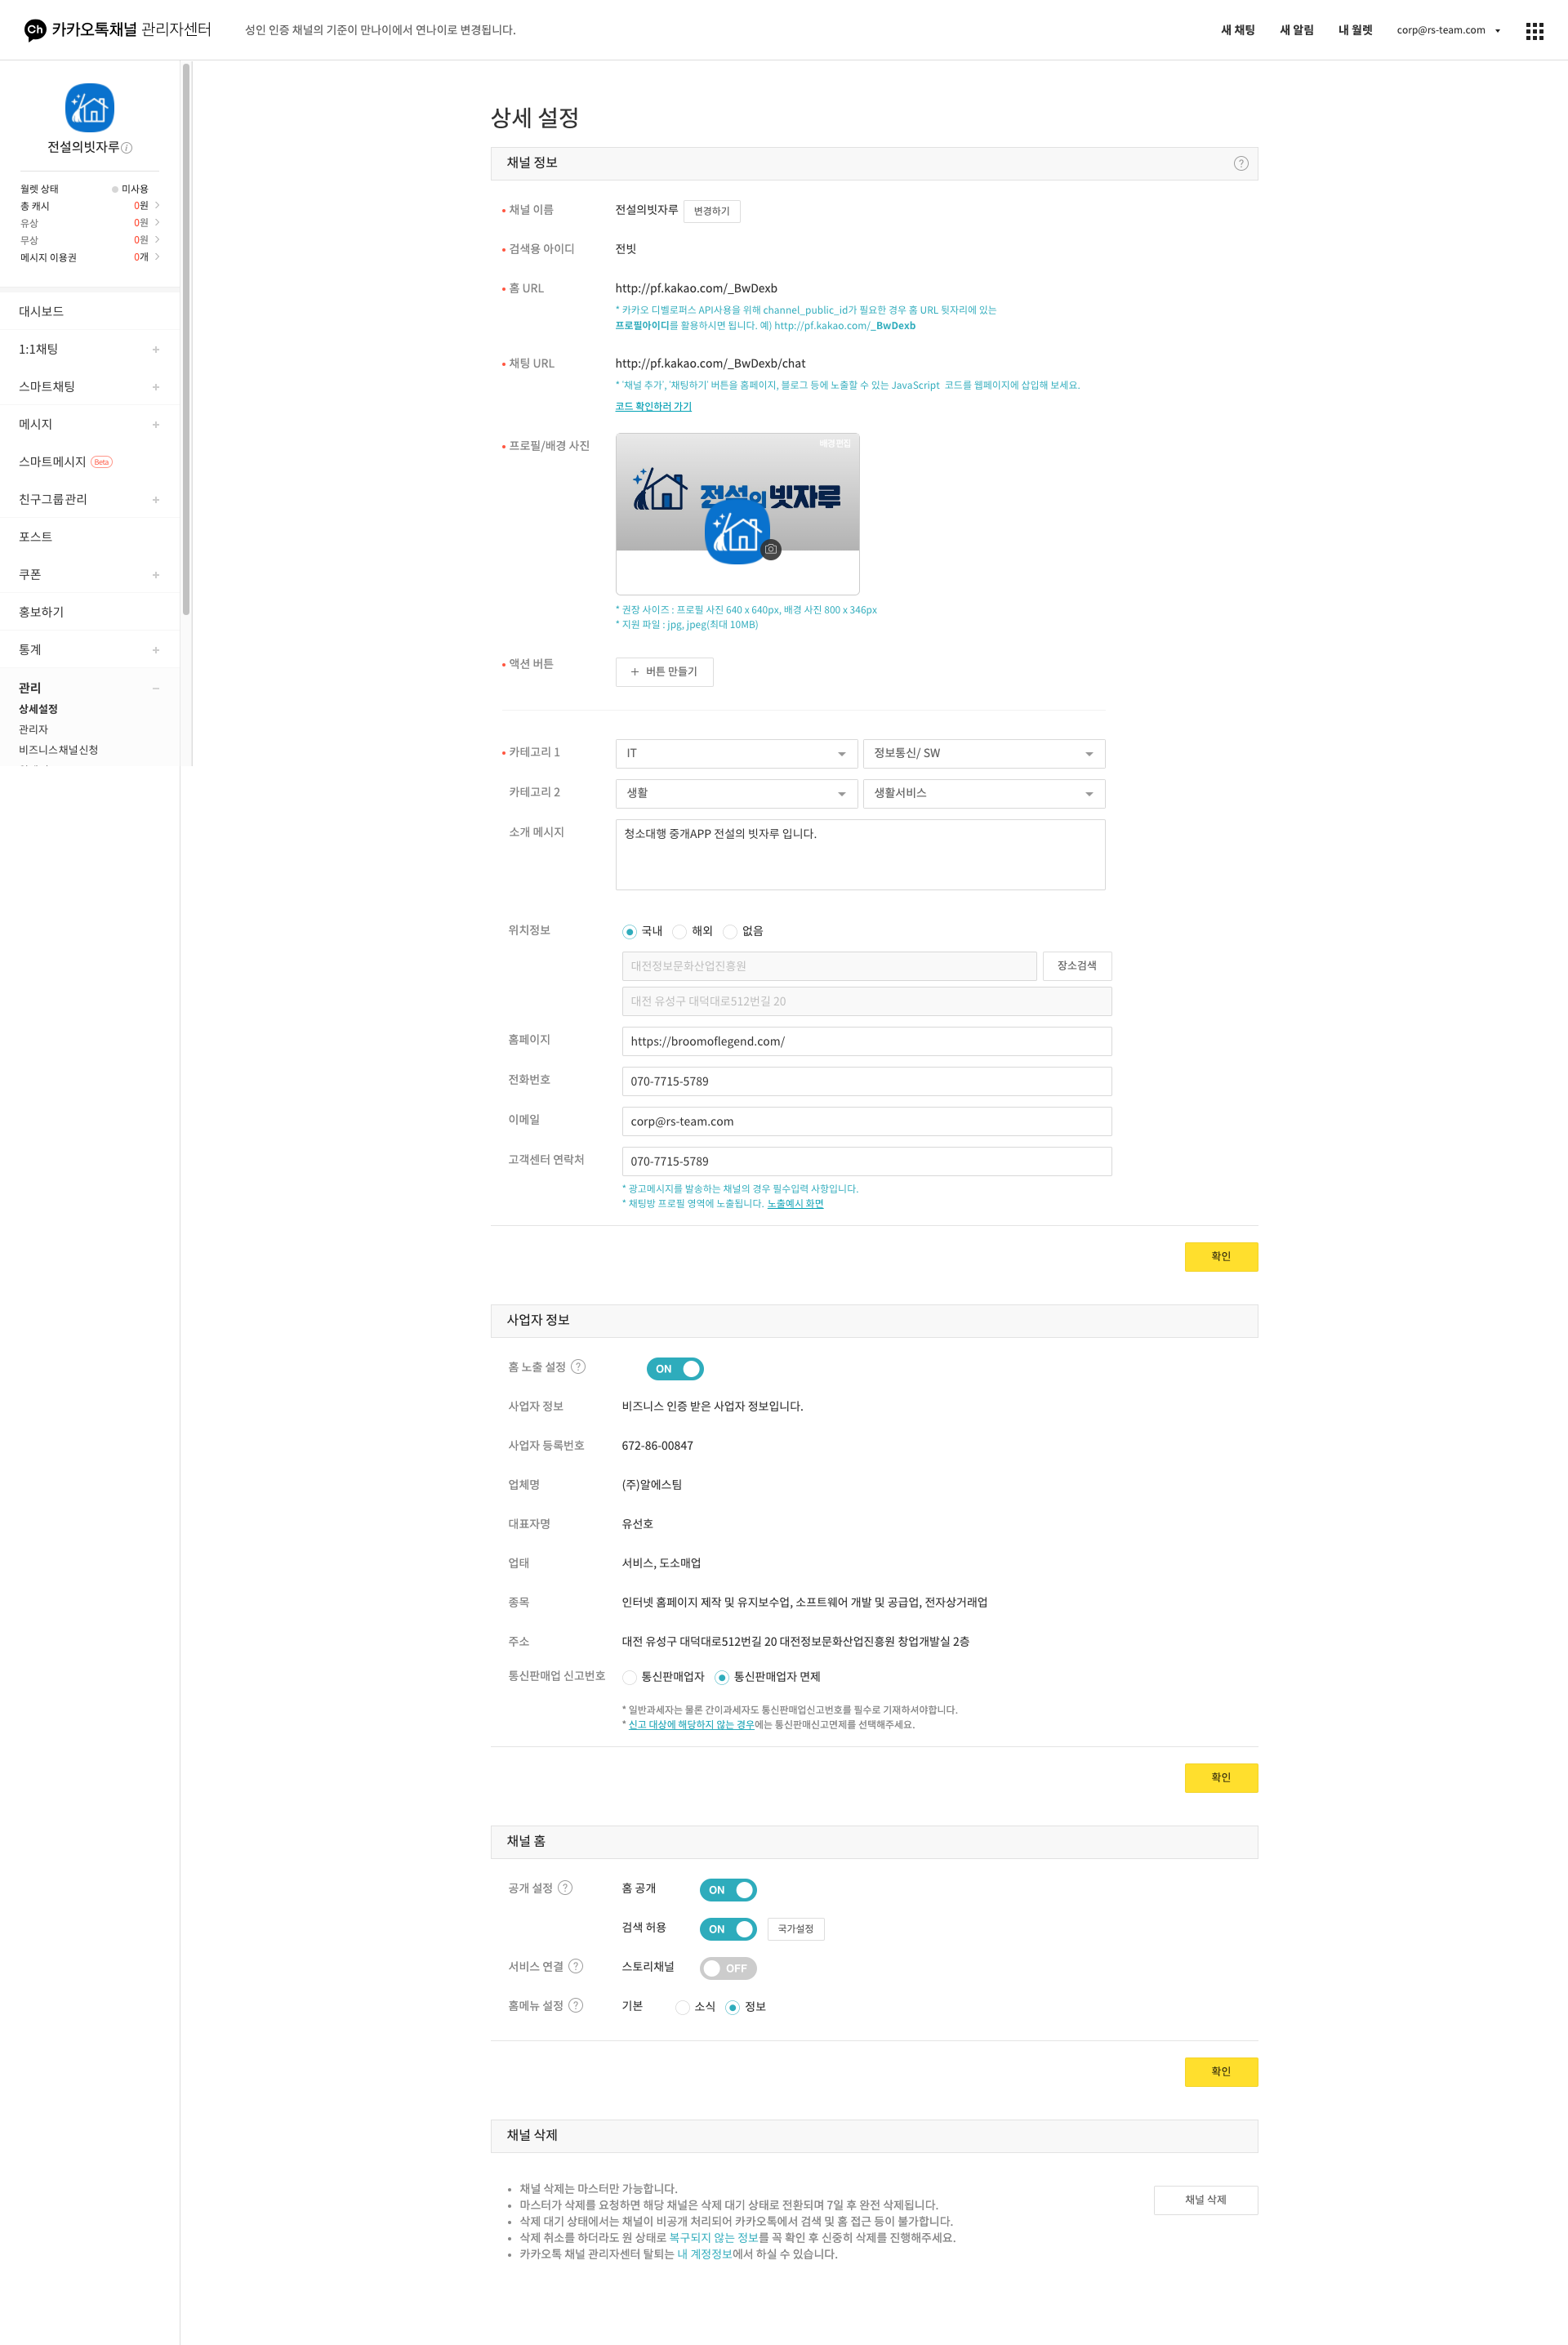 Ch 카카오톡채널 관리자센터
성인 인증 채널의 기준이 만나이에서 연나이로 변경됩니다.
새 채팅
새 알림
내 월렛
corp@rs-team.com
전설의빗자루
월렛 상태 미사용
총 캐시 0원
유상 0원
무상 0원
메시지 이용권 0개
대시보드
1:1채팅
스마트채팅
메시지
스마트메시지 Beta
친구그룹관리
포스트
쿠폰
홍보하기
통계
관리
상세설정
관리자
비즈니스채널신청
상세 설정
채널 정보
채널 이름 전설의빗자루 변경하기
검색용 아이디 전빗
홈 URL http://pf.kakao.com/_BwDexb
* 카카오 디벨로퍼스 API사용을 위해 channel_public_id가 필요한 경우 홈 URL 뒷자리에 있는
프로필아이디를 활용하시면 됩니다. 예) http://pf.kakao.com/_BwDexb
채팅 URL http://pf.kakao.com/_BwDexb/chat
* '채널 추가', '채팅하기' 버튼을 홈페이지, 블로그 등에 노출할 수 있는 JavaScript 코드를 웹페이지에 삽입해 보세요.
코드 확인하러 가기
프로필/배경 사진
배경편집
전설의 빗자루
* 권장 사이즈 : 프로필 사진 640 x 640px, 배경 사진 800 x 346px
* 지원 파일 : jpg, jpeg(최대 10MB)
액션 버튼 + 버튼 만들기
카테고리 1 IT 정보통신/ SW
카테고리 2 생활 생활서비스
소개 메시지 청소대행 중개APP 전설의 빗자루 입니다.
위치정보 국내 해외 없음
대전정보문화산업진흥원 장소검색
대전 유성구 대덕대로512번길 20
홈페이지 https://broomoflegend.com/
전화번호 070-7715-5789
이메일 corp@rs-team.com
고객센터 연락처 070-7715-5789
* 광고메시지를 발송하는 채널의 경우 필수입력 사항입니다.
* 채팅방 프로필 영역에 노출됩니다. 노출예시 화면
확인
사업자 정보
홈 노출 설정 ON
사업자 정보 비즈니스 인증 받은 사업자 정보입니다.
사업자 등록번호 672-86-00847
업체명 (주)알에스팀
대표자명 유선호
업태 서비스, 도소매업
종목 인터넷 홈페이지 제작 및 유지보수업, 소프트웨어 개발 및 공급업, 전자상거래업
주소 대전 유성구 대덕대로512번길 20 대전정보문화산업진흥원 창업개발실 2층
통신판매업 신고번호 통신판매업자 통신판매업자 면제
* 일반과세자는 물론 간이과세자도 통신판매업신고번호를 필수로 기재하셔야합니다.
* 신고 대상에 해당하지 않는 경우에는 통신판매신고면제를 선택해주세요.
확인
채널 홈
공개 설정 홈 공개 ON
검색 허용 ON 국가설정
서비스 연결 스토리채널 OFF
홈메뉴 설정 기본 소식 정보
확인
채널 삭제
• 채널 삭제는 마스터만 가능합니다.
채널 삭제
• 마스터가 삭제를 요청하면 해당 채널은 삭제 대기 상태로 전환되며 7일 후 완전 삭제됩니다.
• 삭제 대기 상태에서는 채널이 비공개 처리되어 카카오톡에서 검색 및 홈 접근 등이 불가합니다.
• 삭제 취소를 하더라도 원 상태로 복구되지 않는 정보를 꼭 확인 후 신중히 삭제를 진행해주세요.
• 카카오톡 채널 관리자센터 탈퇴는 내 계정정보에서 하실 수 있습니다.